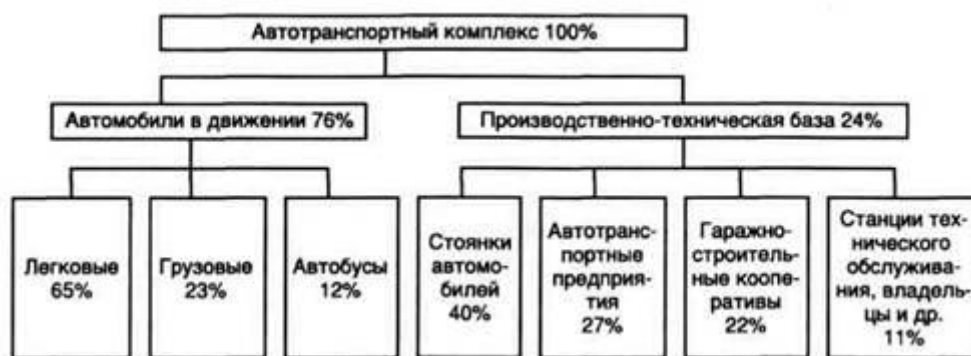 Автотранспортный комплекс 100%
Автомобили в движении 76%
Производственно-техническая база 24%
Легковые
65%
Грузовые
23%
Автобусы
12%
Стоянки
автомо-
билей
40%
Автотранс-
портные
предприя-
тия
27%
Гаражно-
строитель-
ные коопе-
ративы
22%
Станции тех-
нического
обслужива-
ния, владель-
цы и др.
11%